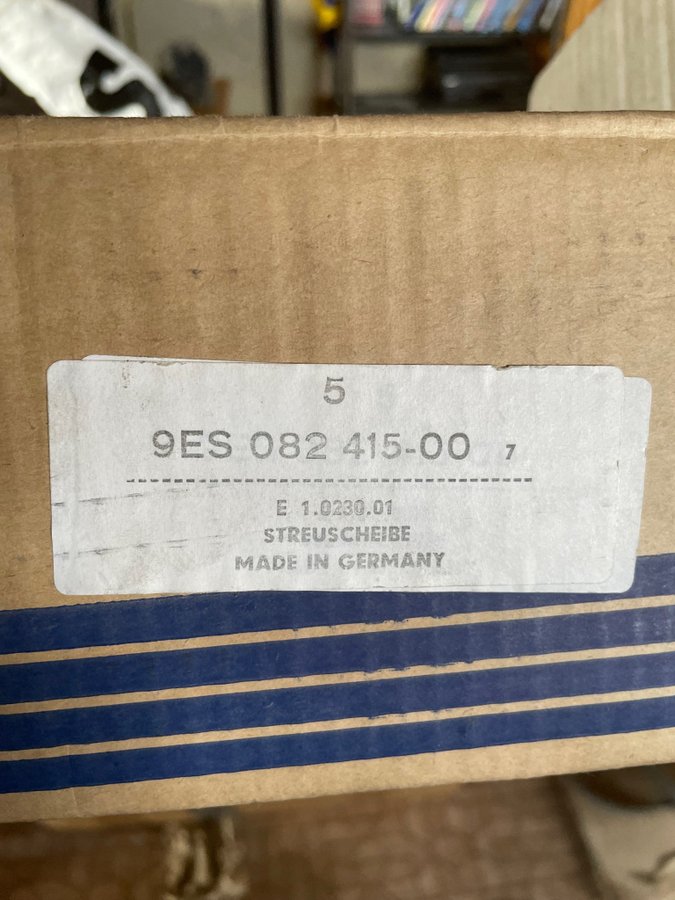 5
9ES 082 415-00 7
E 1.0230.01
STREUSCHEIBE
MADE IN GERMANY